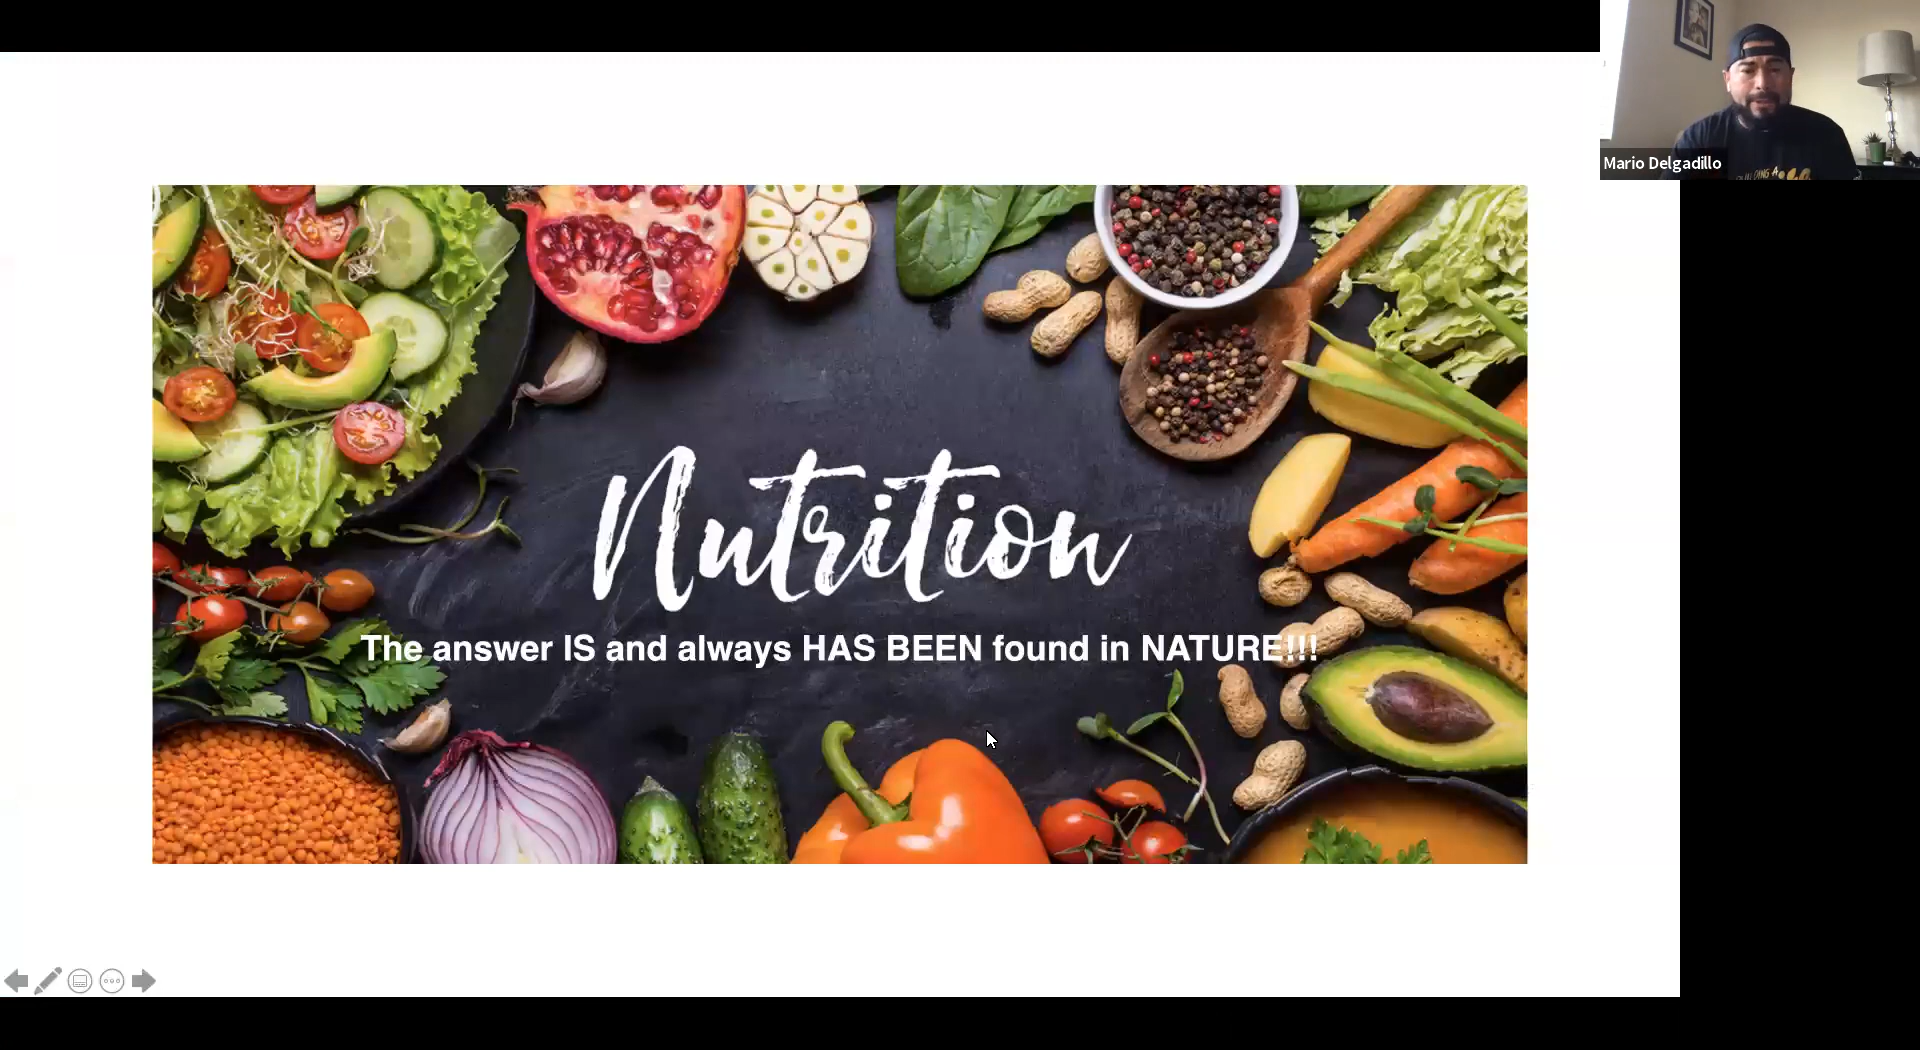 Mario Delgadillo
Nutrition
The answer IS and always HAS BEEN found in NATURE!!!